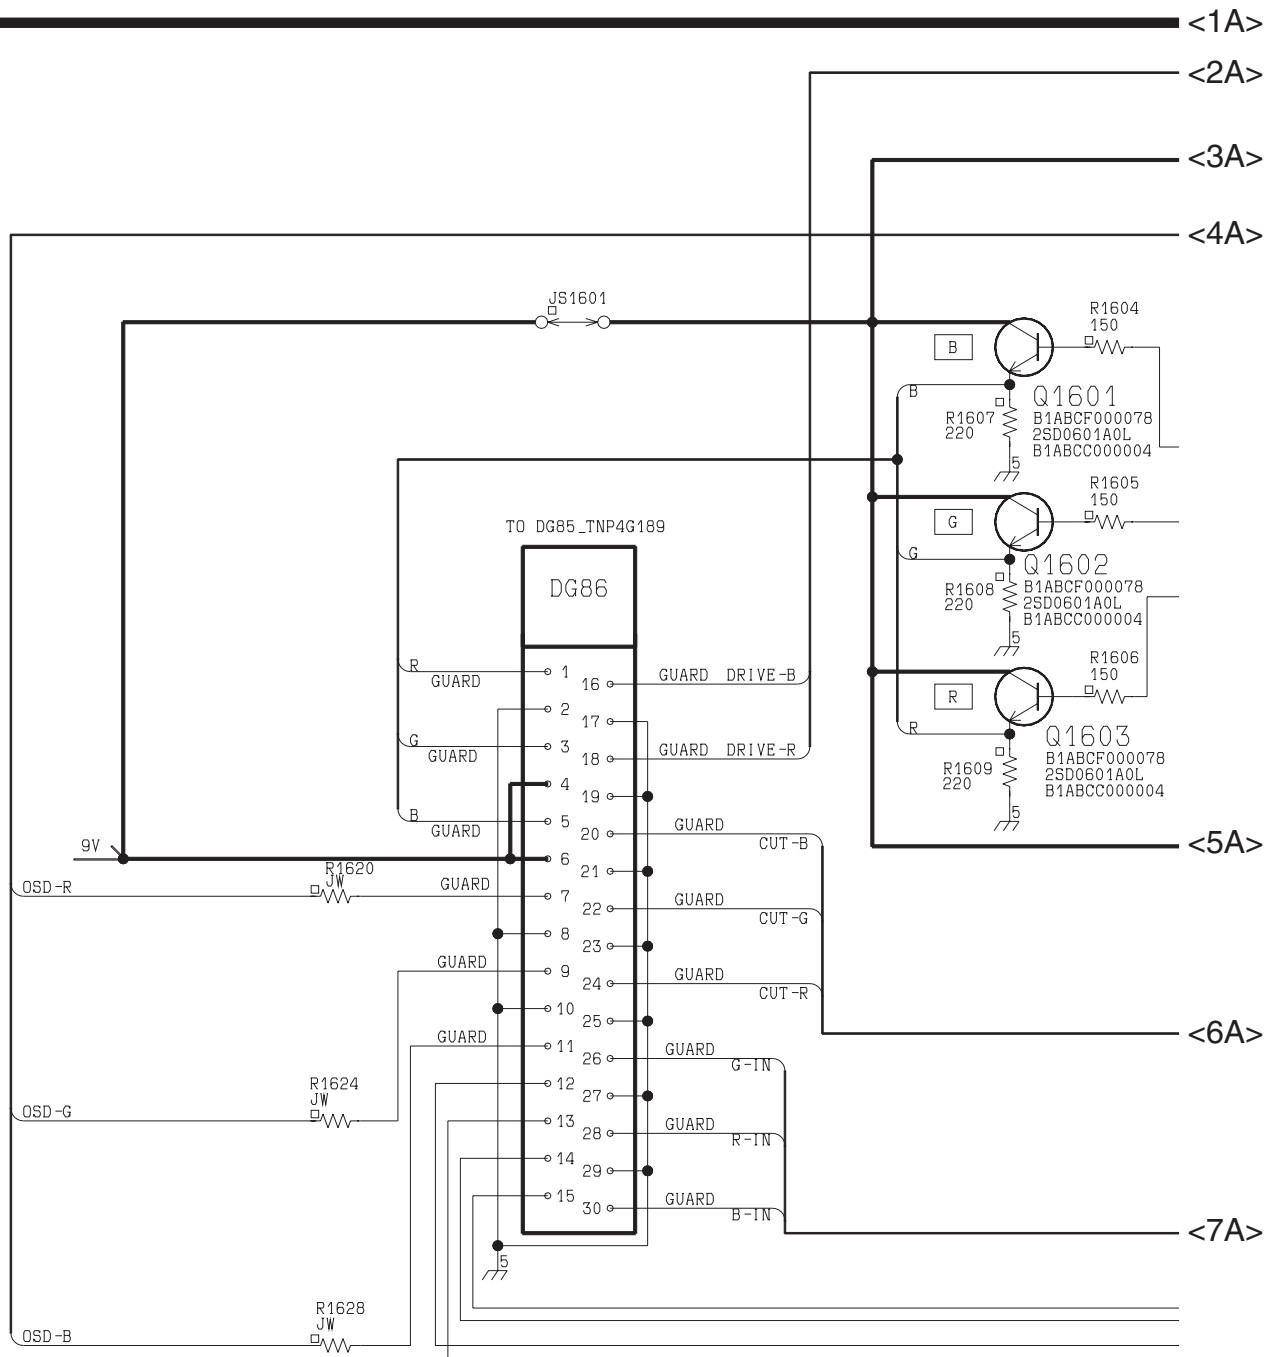 <1A>
<2A>
<3A>
<4A>
JS1601
R1604
150
B
B
Q1601
R1607
220
B1ABCF000078
2SD0601A0L
B1ABCC000004
5
R1605
150
G
TO DG85_TNP4G189
G
Q1602
DG86
R1608
220
B1ABCF000078
2SD0601A0L
B1ABCC000004
5
R1606
150
R
GUARD
1
16
GUARD DRIVE-B
R
2
17
R
Q1603
G
GUARD
3
18
GUARD DRIVE-R
R1609
220
B1ABCF000078
2SD0601A0L
B1ABCC000004
4
19
5
B
GUARD
5
20
GUARD
CUT-B
<5A>
9V
6
21
R1620
JW
OSD-R
GUARD
7
22
GUARD
CUT-G
8
23
GUARD
9
24
GUARD
CUT-R
10
25
<6A>
GUARD
11
26
GUARD
G-IN
R1624
JW
12
27
OSD-G
13
28
GUARD
R-IN
14
29
15
30
GUARD
B-IN
<7A>
5
R1628
JW
OSD-B